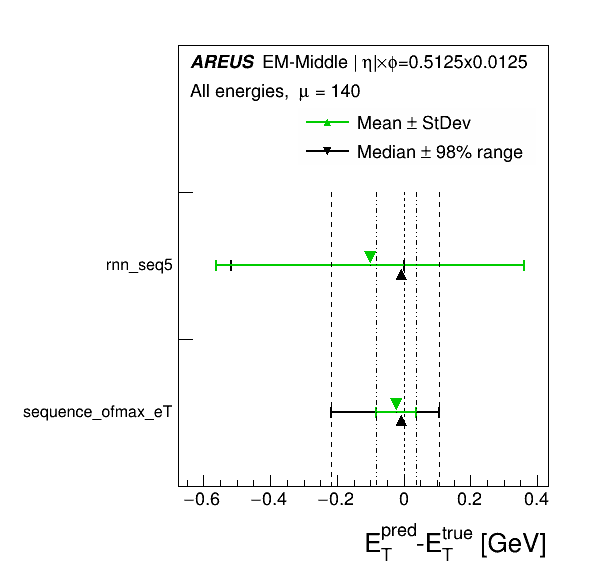 AREUS EM-Middle | η|×ϕ=0.5125x0.0125
All energies, μ = 140
Mean ± StDev
Median ± 98% range
rnn_seq5
sequence_ofmax_eT
−0.6 −0.4 −0.2 0 0.2 0.4
E_T^pred-E_T^true [GeV]